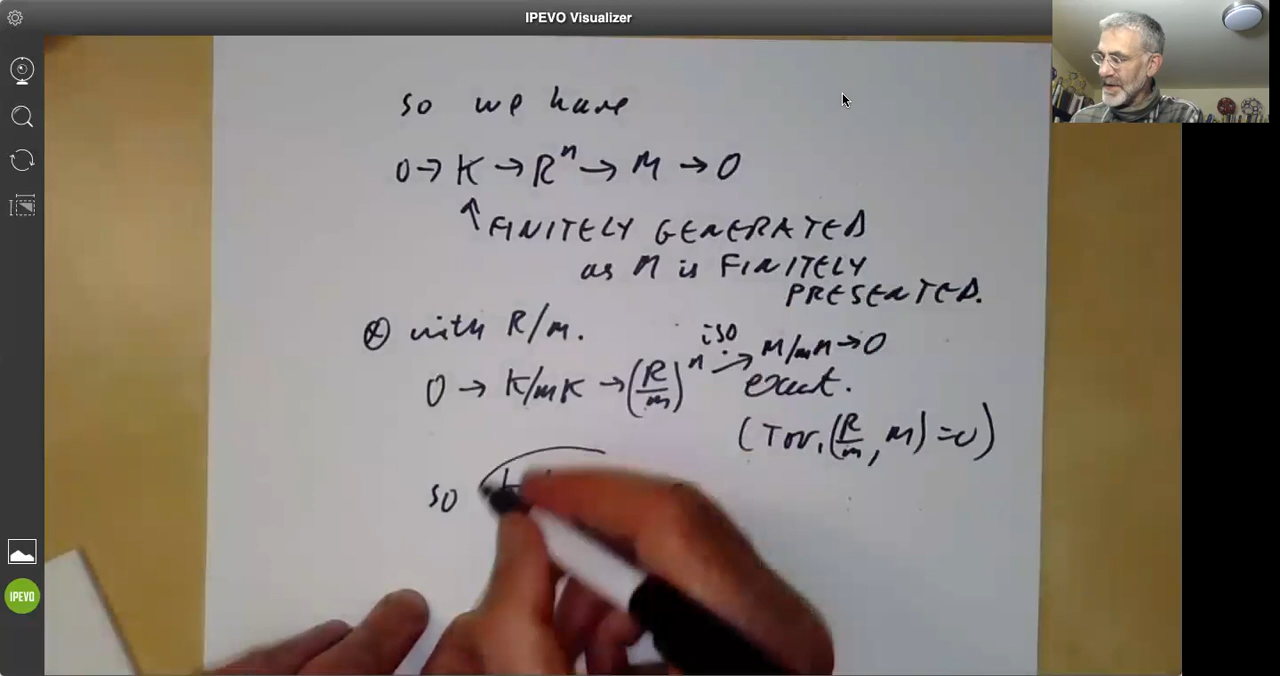 IPEVO Visualizer
so we have
0 → K → Rⁿ → M → 0
↑ FINITELY GENERATED
as M is FINITELY
PRESENTED.
⊗ with R/m.
0 → K/mK → (R/m)ⁿ → M/mM → 0
iso
exact.
(Tor₁(R/m, M) = 0)
so
IPEVO